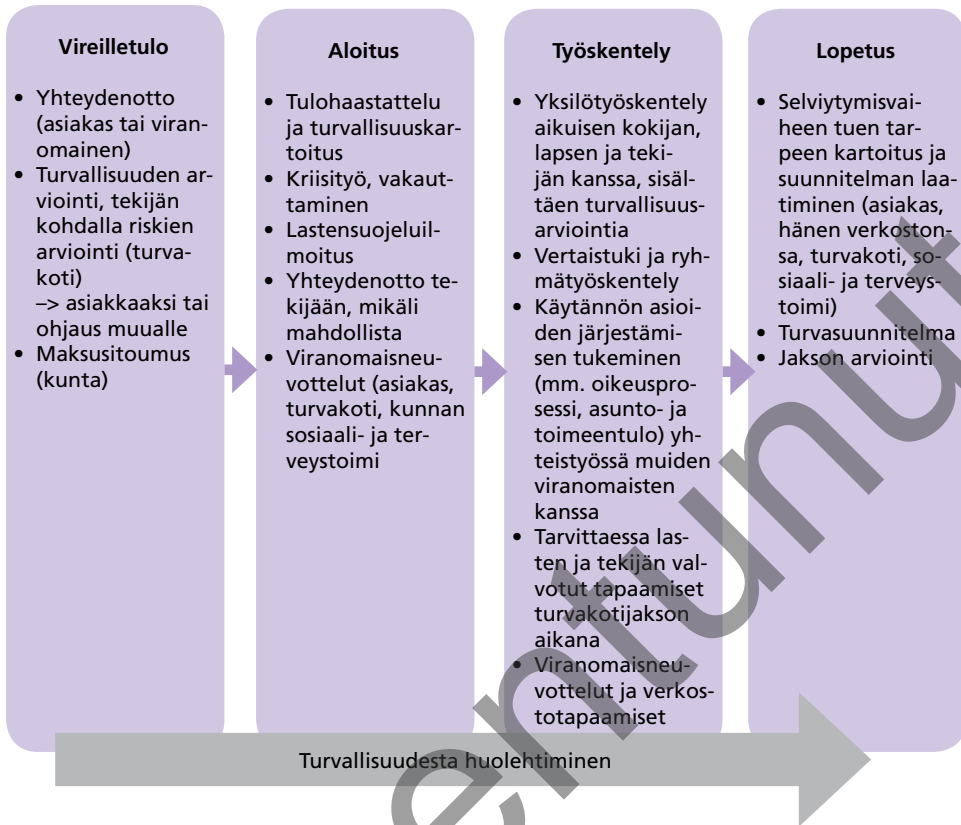 Vireilletulo
• Yhteydenotto
(asiakas tai viran-
omainen)
• Turvallisuuden ar-
viointi, tekijän
kohdalla riskien
arviointi (turva-
koti)
–> asiakkaaksi tai
ohjaus muualle
• Maksusitoumus
(kunta)
Aloitus
• Tulohaastattelu
ja turvallisuuskar-
toitus
• Kriisityö, vakaut-
taminen
• Lastensuojeluil-
moitus
• Yhteydenotto te-
kijään, mikäli
mahdollista
• Viranomaisneu-
vottelut (asiakas,
turvakoti, kunnan
sosiaali- ja ter-
veystoimi
Työskentely
• Yksilötyöskentely
aikuisen kokijan,
lapsen ja teki-
jän kanssa, sisäl-
täen turvallisuus-
arviointia
• Vertaistuki ja ryh-
mätyöskentely
• Käytännön asioi-
den järjestämi-
sen tukeminen
(mm. oikeuspro-
sessi, asunto- ja
toimeentulo) yh-
teistyössä muiden
viranomaisten
kanssa
• Tarvittaessa las-
ten ja tekijän val-
votut tapaamiset
turvakotijakson
aikana
• Viranomaisneu-
vottelut ja verkos-
totapaamiset
Lopetus
• Selviytymisvai-
heen tuen tar-
peen kartoitus ja
suunnitelman laa-
timinen (asiakas,
hänen verkoston-
sa, turvakoti, so-
siaali- ja terveys-
toimi)
• Turvasuunnitelma
• Jakson arviointi
Turvallisuudesta huolehtiminen
entunut